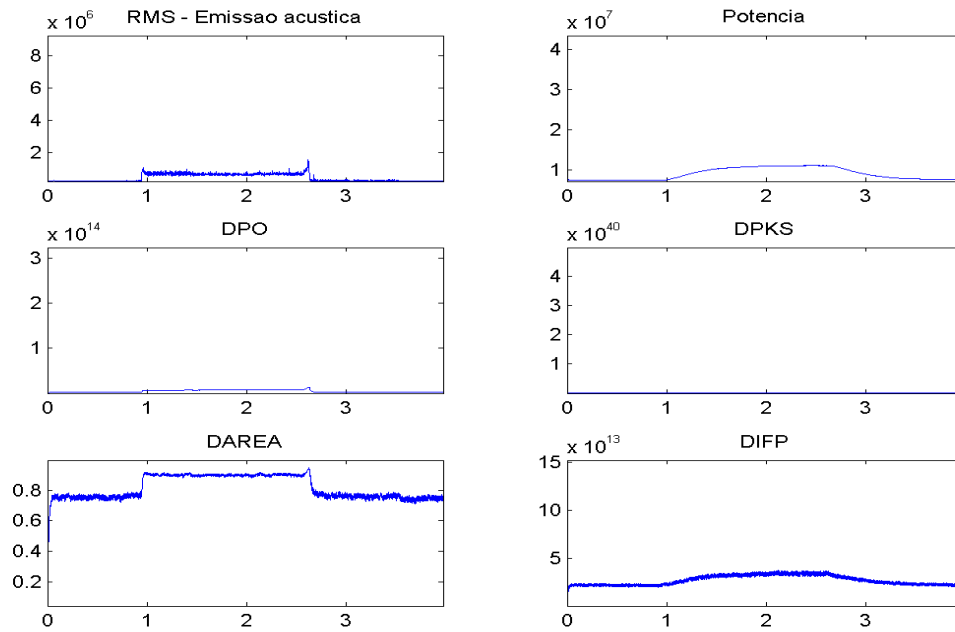 RMS - Emissao acustica
x 10^6
8
6
4
2
0 1 2 3
Potencia
x 10^7
4
3
2
1
0 1 2 3
DPO
x 10^14
3
2
1
0 1 2 3
DPKS
x 10^40
4
3
2
1
0 1 2 3
DAREA
0.8
0.6
0.4
0.2
0 1 2 3
DIFP
x 10^13
15
10
5
0 1 2 3